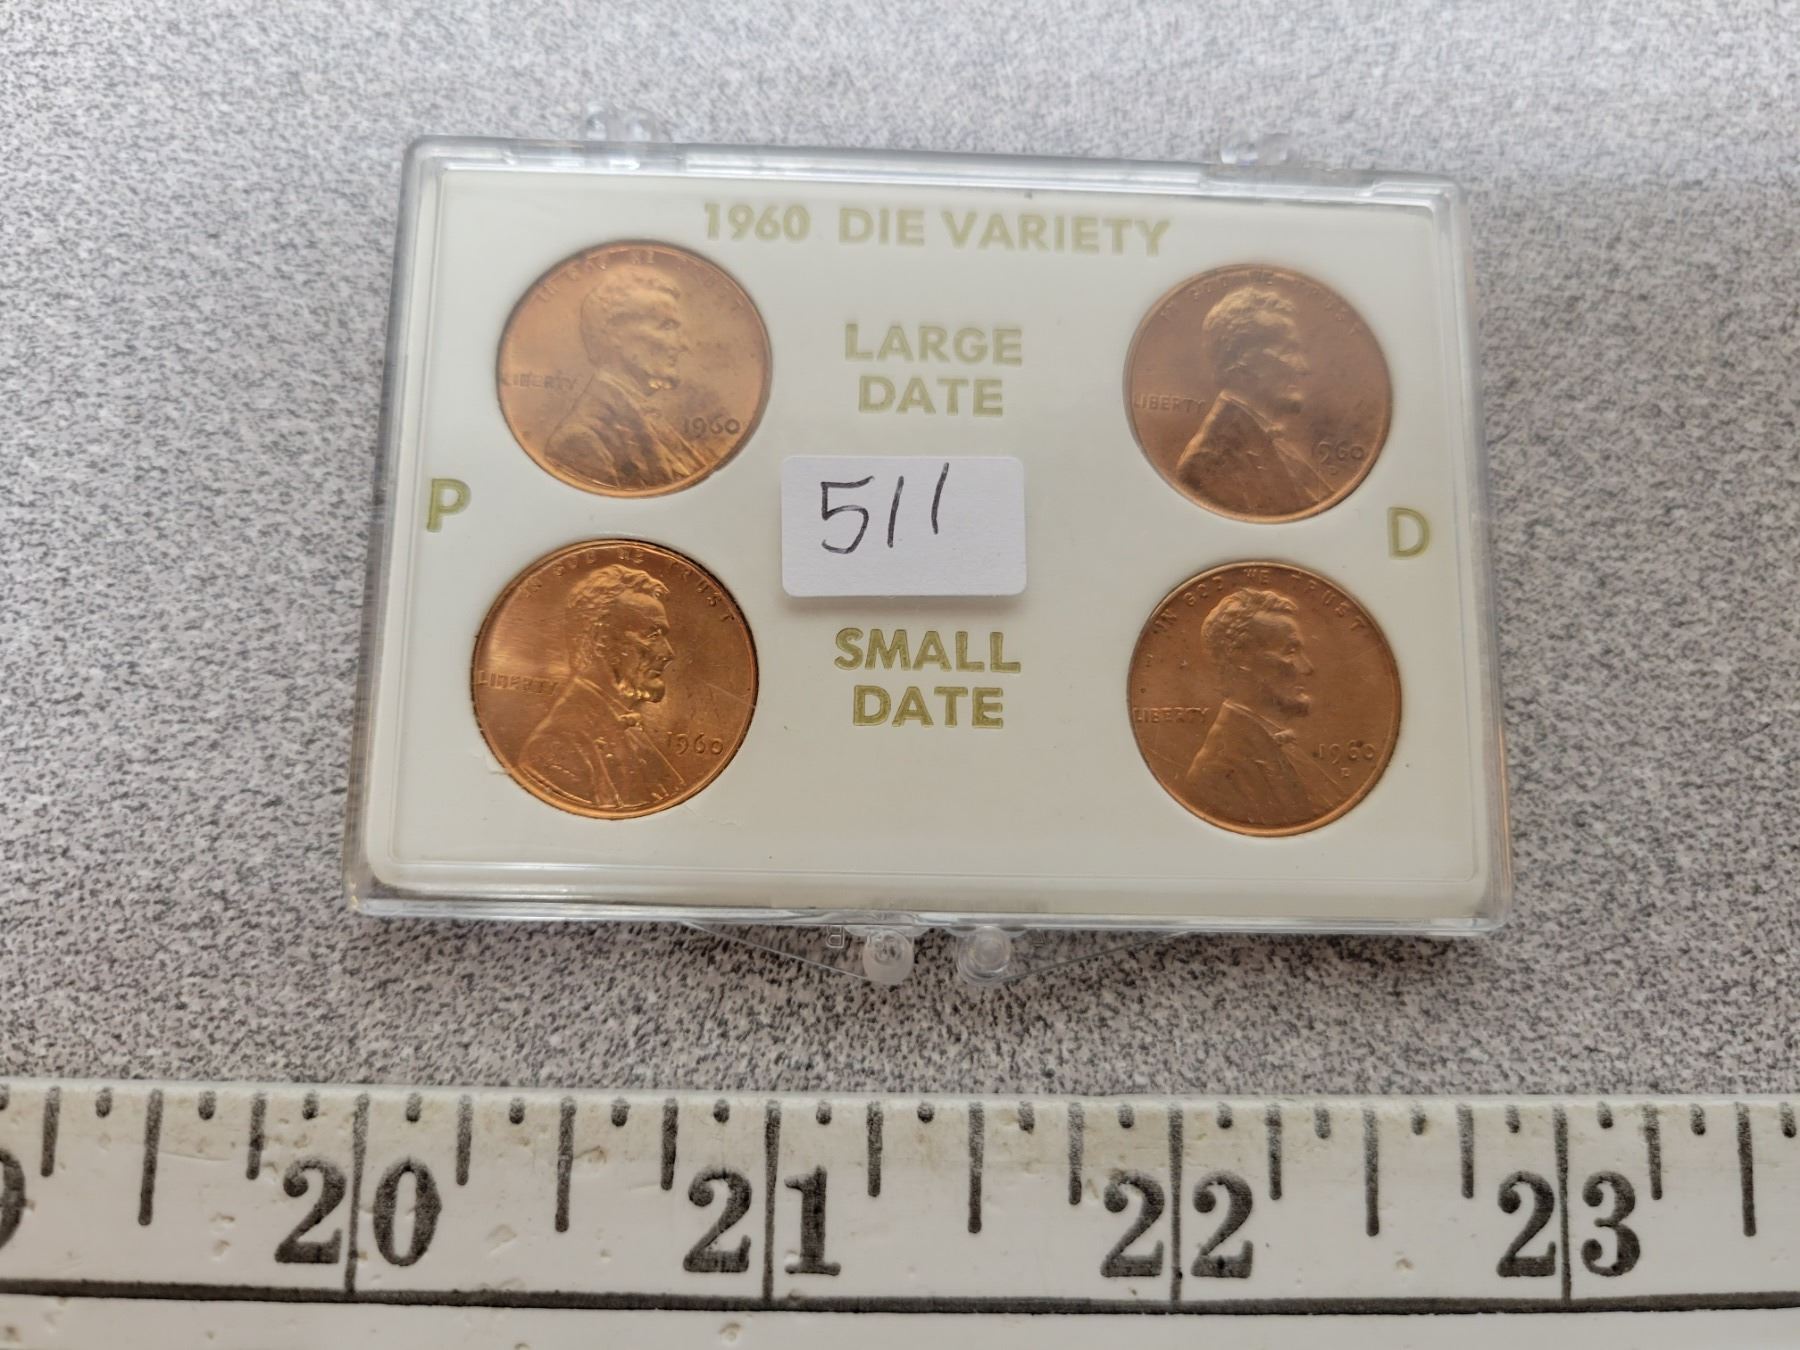 1960 DIE VARIETY
IN GOD WE TRUST
LIBERTY
1960
LARGE
DATE
IN GOD WE TRUST
LIBERTY
1960
D
P
511
D
IN GOD WE TRUST
LIBERTY
1960
SMALL
DATE
IN GOD WE TRUST
LIBERTY
1960
D
20 21 22 23